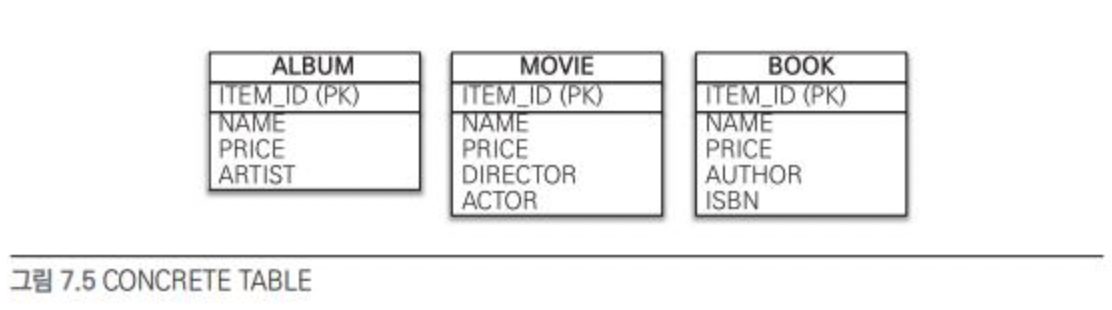 ALBUM
ITEM_ID (PK)
NAME
PRICE
ARTIST
MOVIE
ITEM_ID (PK)
NAME
PRICE
DIRECTOR
ACTOR
BOOK
ITEM_ID (PK)
NAME
PRICE
AUTHOR
ISBN
그림 7.5 CONCRETE TABLE